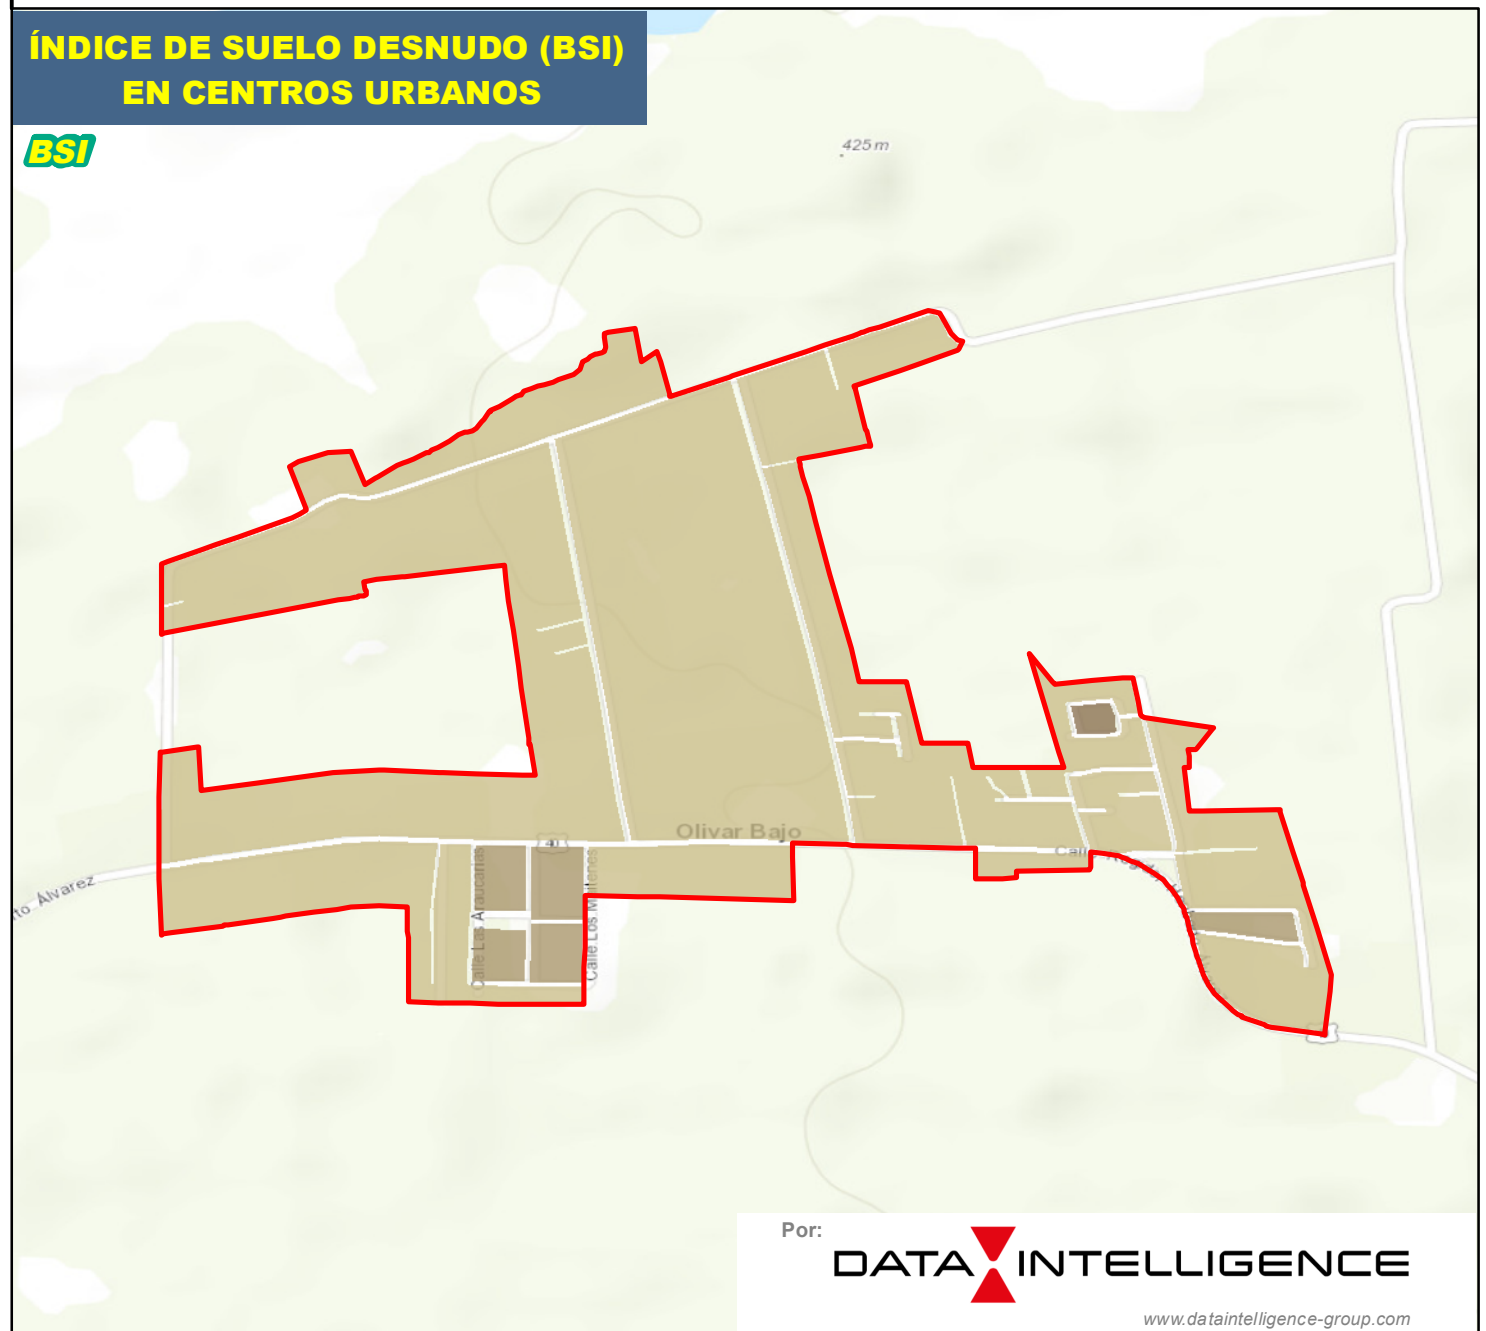 ÍNDICE DE SUELO DESNUDO (BSI)
EN CENTROS URBANOS
BSI
425 m
Olivar Bajo
40
Calle Las Araucarias
Calle Los Maitenes
to Álvarez
Por:
DATA INTELLIGENCE
www.dataintelligence-group.com